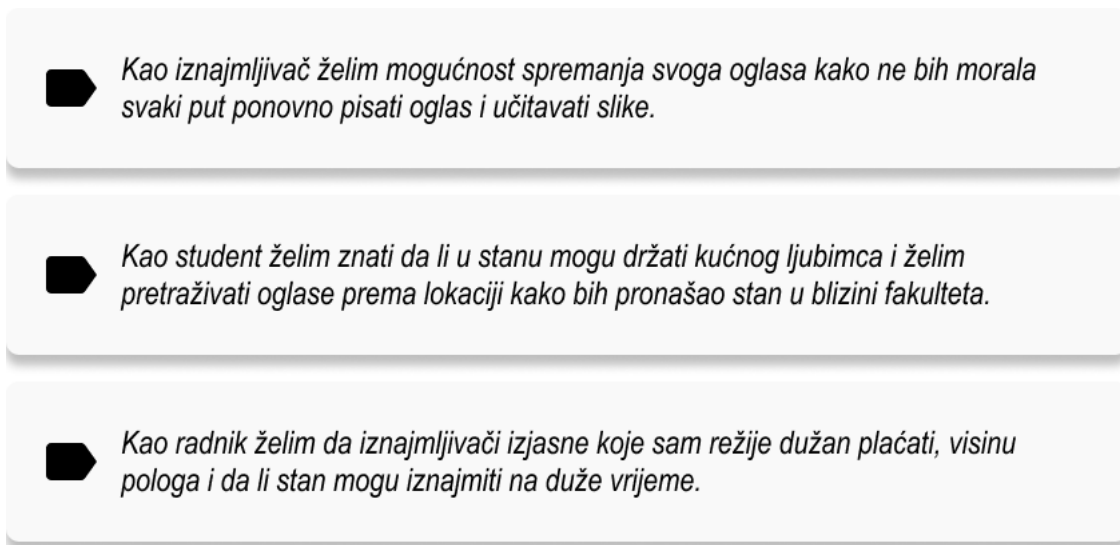 Kao iznajmljivač želim mogućnost spremanja svoga oglasa kako ne bih morala
svaki put ponovno pisati oglas i učitavati slike.
Kao student želim znati da li u stanu mogu držati kućnog ljubimca i želim
pretraživati oglase prema lokaciji kako bih pronašao stan u blizini fakulteta.
Kao radnik želim da iznajmljivači izjasne koje sam režije dužan plaćati, visinu
pologa i da li stan mogu iznajmiti na duže vrijeme.